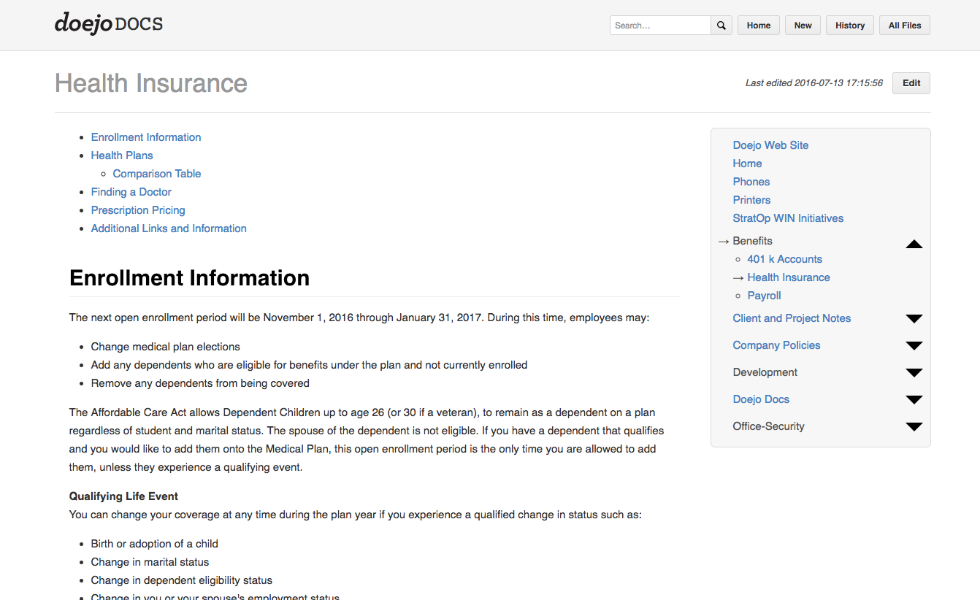 doejo DOCS
Search...
Home
New
History
All Files
Health Insurance
Last edited 2016-07-13 17:15:56
Edit
Enrollment Information
Health Plans
Comparison Table
Finding a Doctor
Prescription Pricing
Additional Links and Information
Enrollment Information
The next open enrollment period will be November 1, 2016 through January 31, 2017. During this time, employees may:
Change medical plan elections
Add any dependents who are eligible for benefits under the plan and not currently enrolled
Remove any dependents from being covered
The Affordable Care Act allows Dependent Children up to age 26 (or 30 if a veteran), to remain as a dependent on a plan
regardless of student and marital status. The spouse of the dependent is not eligible. If you have a dependent that qualifies
and you would like to add them onto the Medical Plan, this open enrollment period is the only time you are allowed to add
them, unless they experience a qualifying event.
Qualifying Life Event
You can change your coverage at any time during the plan year if you experience a qualified change in status such as:
Birth or adoption of a child
Change in marital status
Change in dependent eligibility status
Change in you or your spouse's employment status
Doejo Web Site
Home
Phones
Printers
StratOp WIN Initiatives
→ Benefits
401 k Accounts
→ Health Insurance
Payroll
Client and Project Notes
Company Policies
Development
Doejo Docs
Office-Security